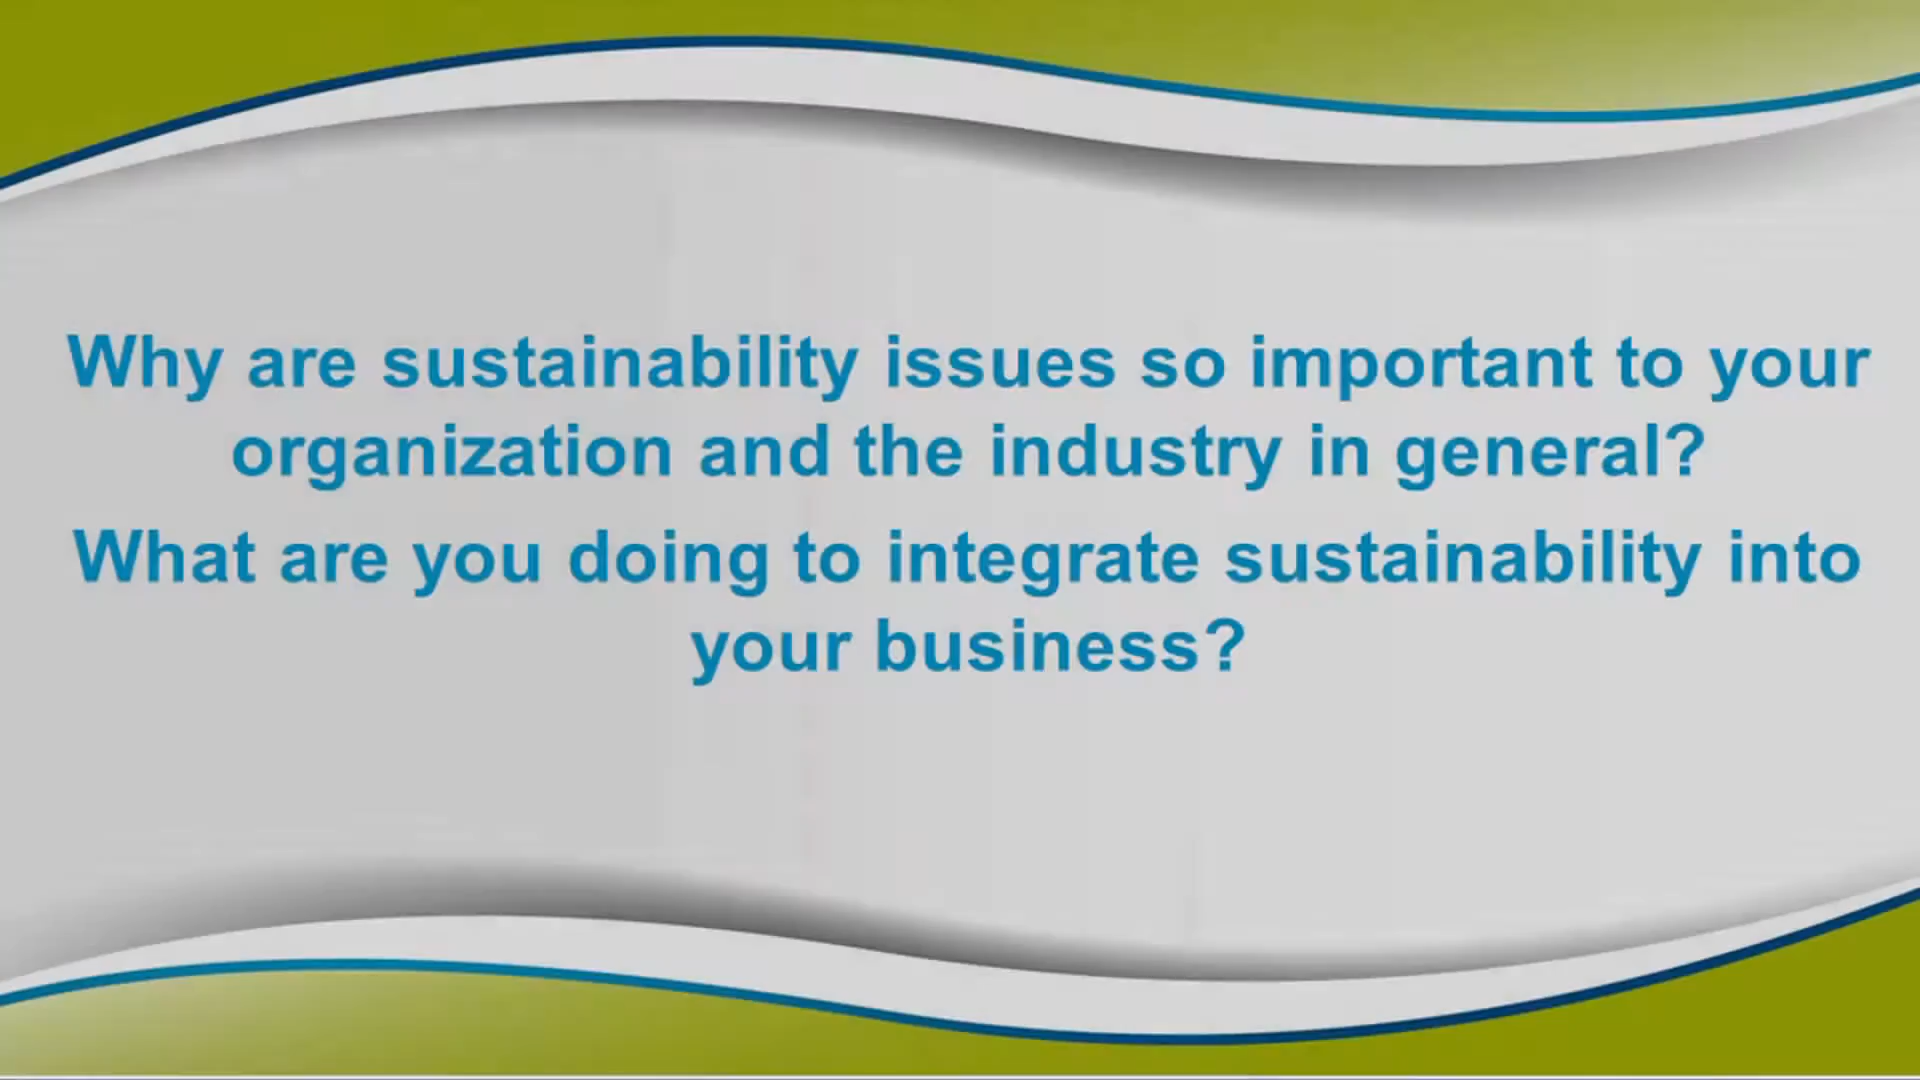 Why are sustainability issues so important to your
organization and the industry in general?
What are you doing to integrate sustainability into
your business?